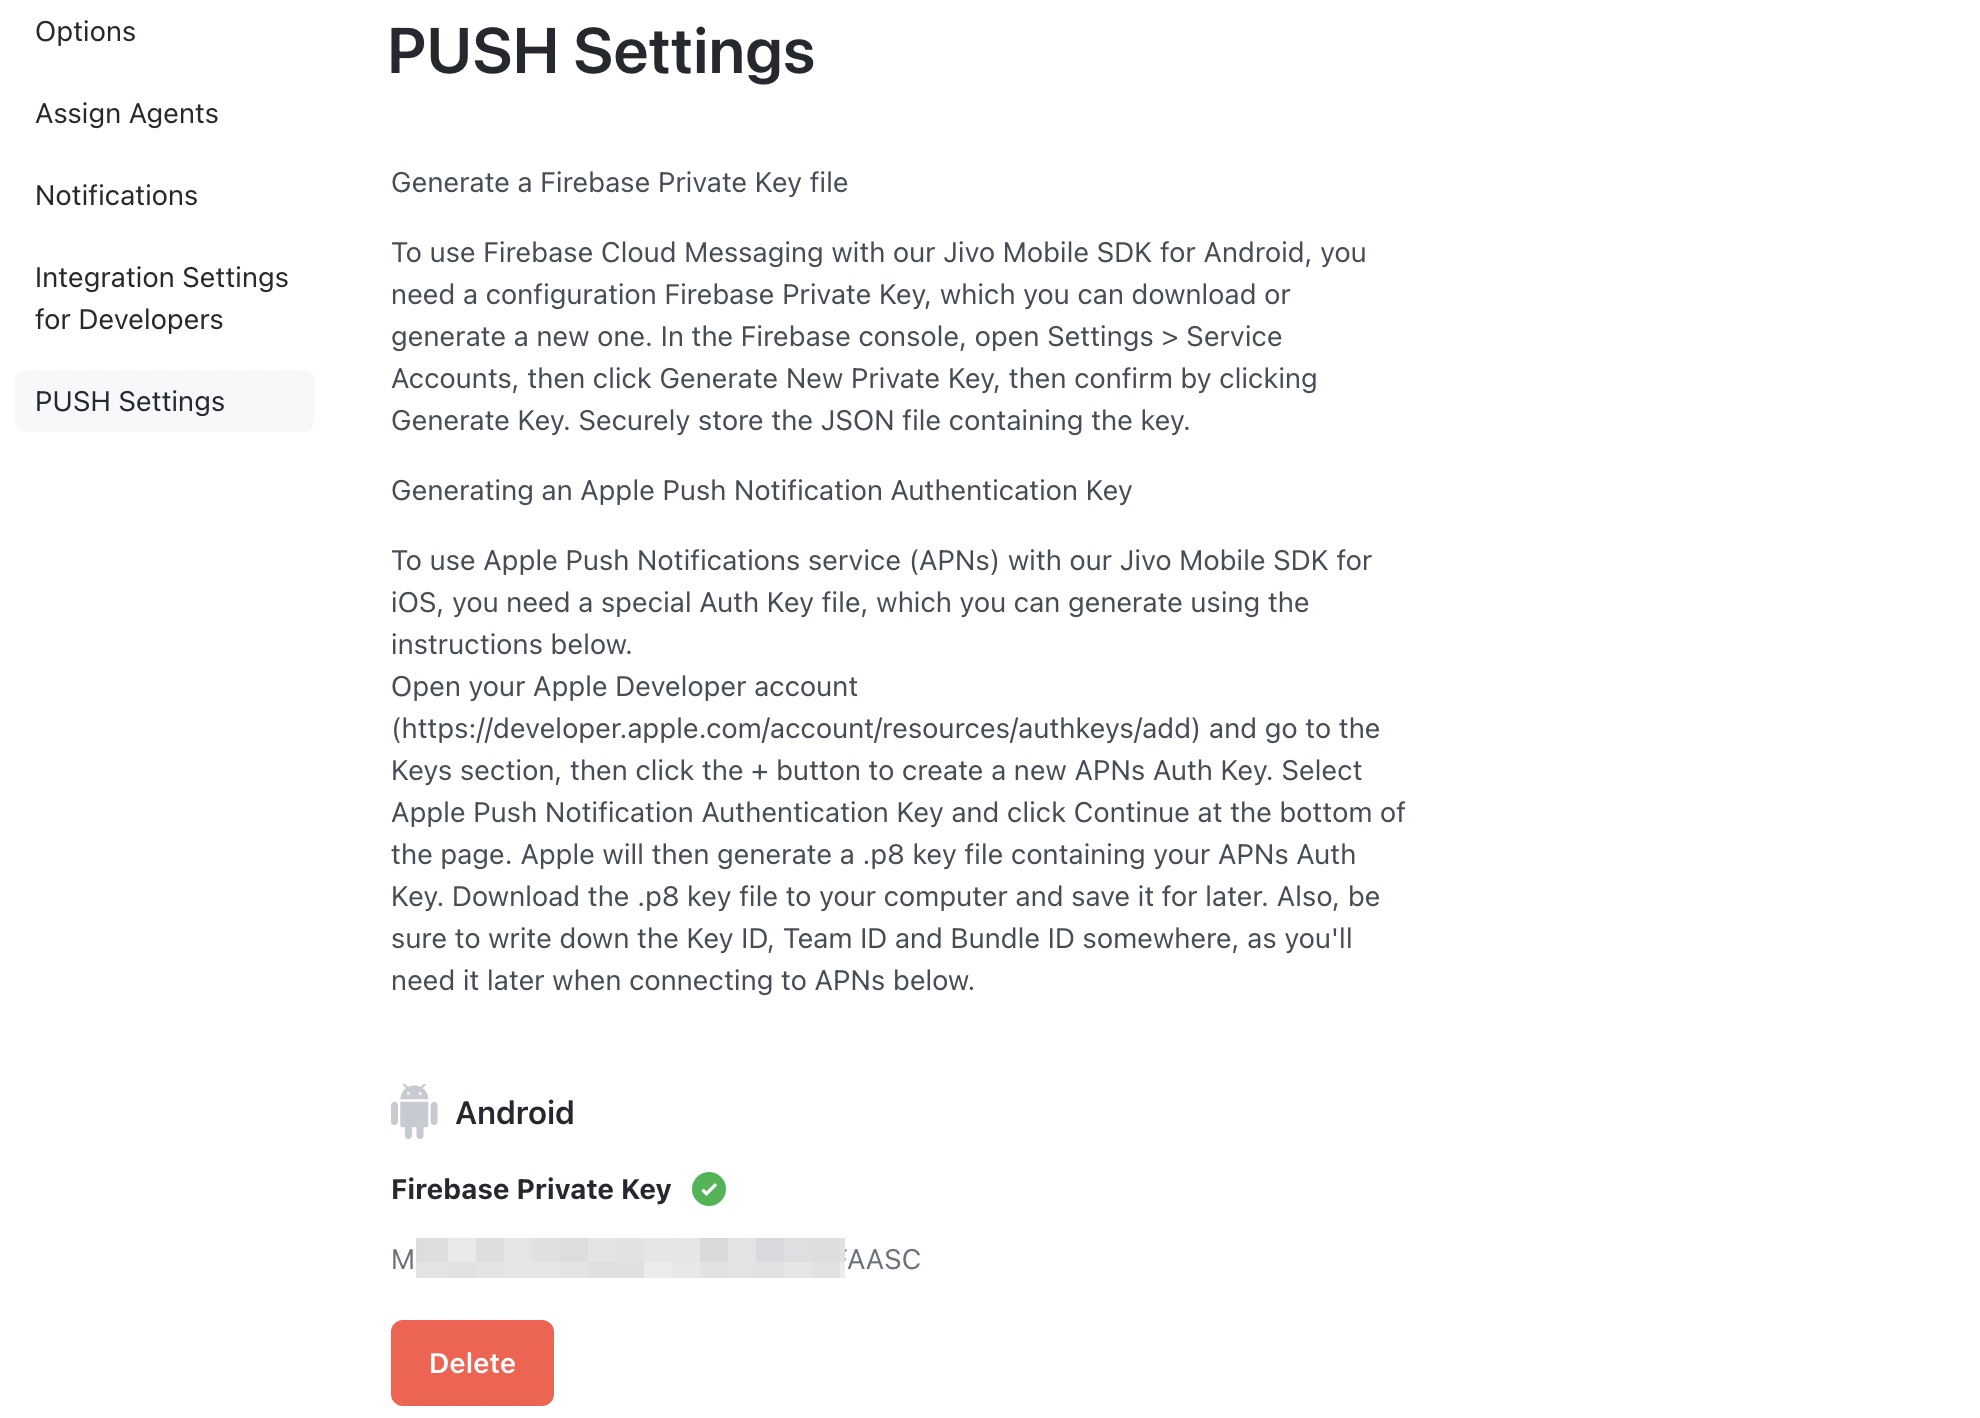 Options
Assign Agents
Notifications
Integration Settings
for Developers
PUSH Settings
PUSH Settings
Generate a Firebase Private Key file
To use Firebase Cloud Messaging with our Jivo Mobile SDK for Android, you
need a configuration Firebase Private Key, which you can download or
generate a new one. In the Firebase console, open Settings > Service
Accounts, then click Generate New Private Key, then confirm by clicking
Generate Key. Securely store the JSON file containing the key.
Generating an Apple Push Notification Authentication Key
To use Apple Push Notifications service (APNs) with our Jivo Mobile SDK for
iOS, you need a special Auth Key file, which you can generate using the
instructions below.
Open your Apple Developer account
(https://developer.apple.com/account/resources/authkeys/add) and go to the
Keys section, then click the + button to create a new APNs Auth Key. Select
Apple Push Notification Authentication Key and click Continue at the bottom of
the page. Apple will then generate a .p8 key file containing your APNs Auth
Key. Download the .p8 key file to your computer and save it for later. Also, be
sure to write down the Key ID, Team ID and Bundle ID somewhere, as you'll
need it later when connecting to APNs below.
Android
Firebase Private Key
M AASC
Delete